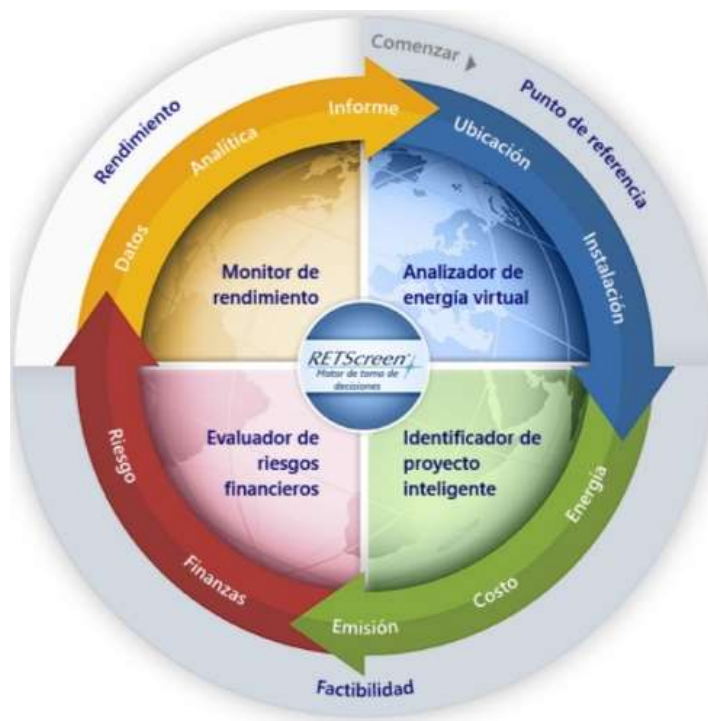 Comenzar
Punto de referencia
Rendimiento
Informe
Analítica
Datos
Ubicación
Instalación
Monitor de
rendimiento
Analizador de
energía virtual
RETScreen
Motor de toma de
decisiones
Evaluador de
riesgos
financieros
Identificador de
proyecto
inteligente
Energía
Costo
Emisión
Finanzas
Riesgo
Factibilidad